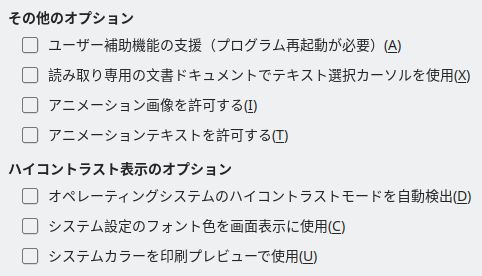 その他のオプション
ユーザー補助機能の支援（プログラム再起動が必要）(A)
読み取り専用の文書ドキュメントでテキスト選択カーソルを使用(X)
アニメーション画像を許可する(I)
アニメーションテキストを許可する(T)
ハイコントラスト表示のオプション
オペレーティングシステムのハイコントラストモードを自動検出(D)
システム設定のフォント色を画面表示に使用(C)
システムカラーを印刷プレビューで使用(U)